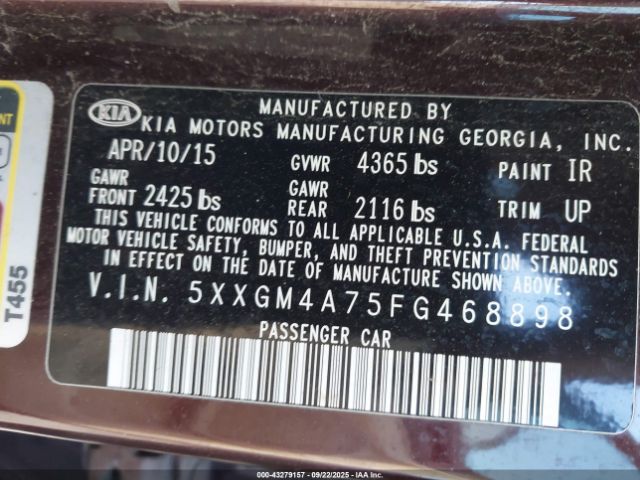 MANUFACTURED BY
KIA KIA MOTORS MANUFACTURING GEORGIA, INC.
APR/10/15 GVWR 4365 lbs PAINT IR
GAWR FRONT 2425 lbs GAWR REAR 2116 lbs TRIM UP
THIS VEHICLE CONFORMS TO ALL APPLICABLE U.S.A. FEDERAL
MOTOR VEHICLE SAFETY, BUMPER, AND THEFT PREVENTION STANDARDS
IN EFFECT ON THE DATE OF MANUFACTURE SHOWN ABOVE.
V.I.N. 5XXGM4A75FG468898
PASSENGER CAR
T455
© 000-43279157 - 09/22/2025 - IAA Inc.